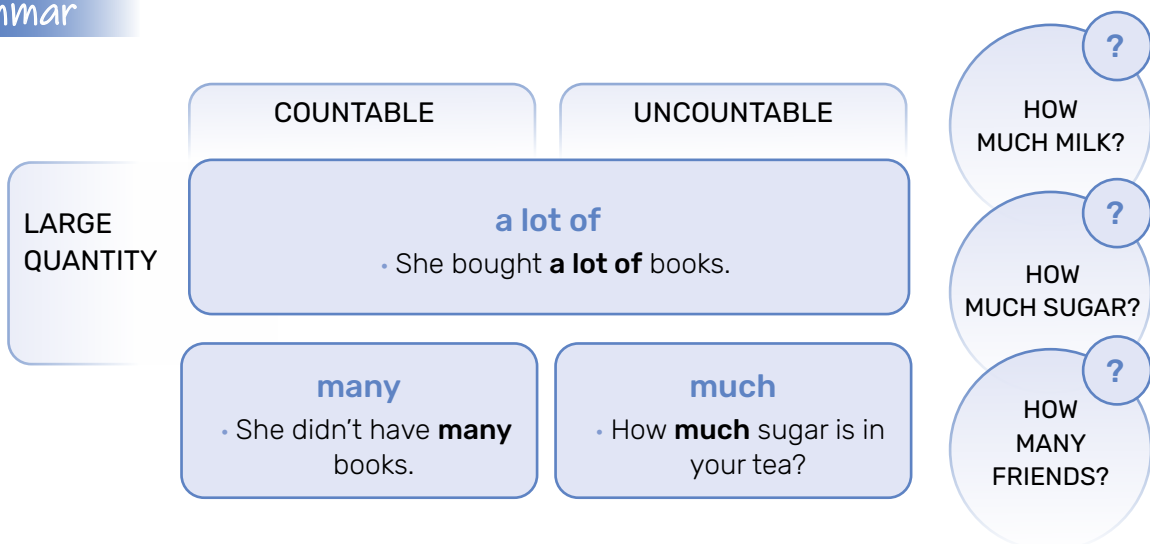 COUNTABLE
UNCOUNTABLE
LARGE
QUANTITY
a lot of
• She bought a lot of books.
many
• She didn't have many
books.
much
• How much sugar is in
your tea?
?
HOW
MUCH MILK?
?
HOW
MUCH SUGAR?
?
HOW
MANY
FRIENDS?